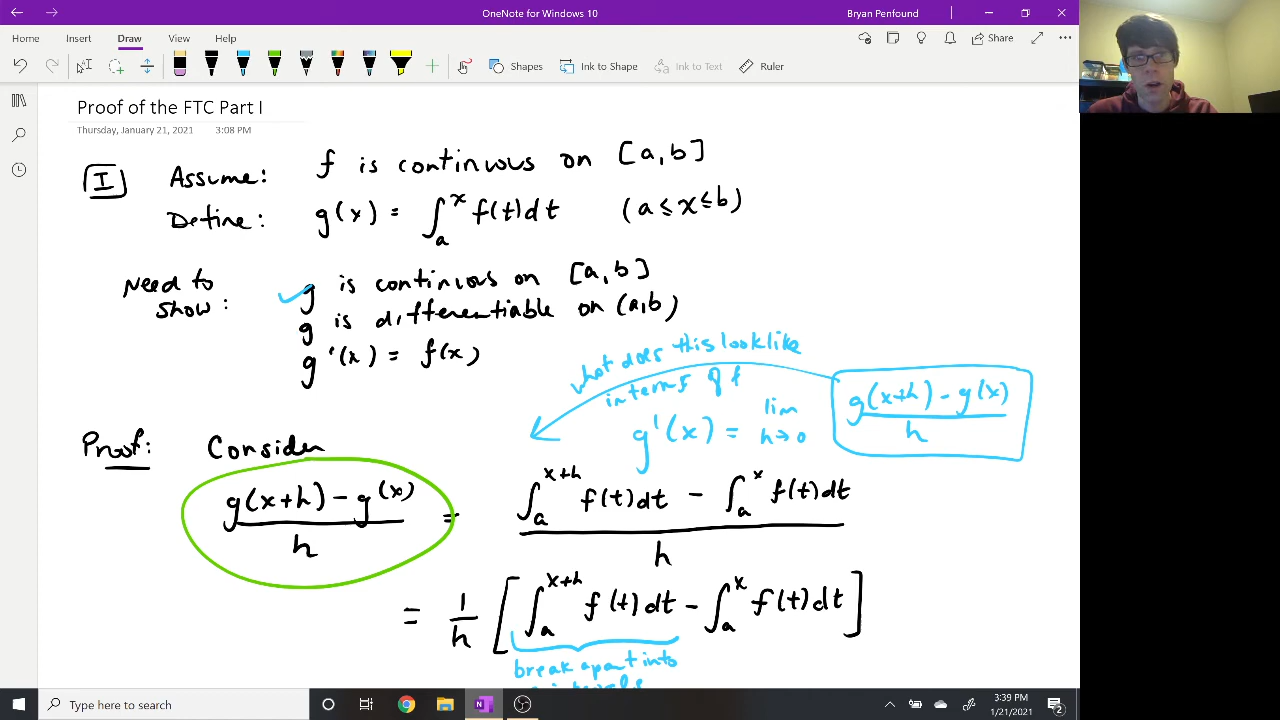 OneNote for Windows 10
Bryan Penfound
Home Insert Draw View Help
Share
Shapes
Ink to Shape
Ink to Text
Ruler
Proof of the FTC Part I
Thursday, January 21, 2021 3:08 PM
I Assume: f is continuous on [a,b]
Define: g(x) = ∫_a^x f(t)dt (a≤x≤b)
Need to show:
g is continuous on [a,b]
g is differentiable on (a,b)
g'(x) = f(x)
what does this look like
in terms of f
g'(x) = lim h→0 g(x+h) - g(x) / h
Proof: Consider
g(x+h) - g(x) / h = ∫_a^x+h f(t)dt - ∫_a^x f(t)dt / h
= 1/h [∫_a^x+h f(t)dt - ∫_a^x f(t)dt]
break apart into
Type here to search
3:39 PM
1/21/2021
2